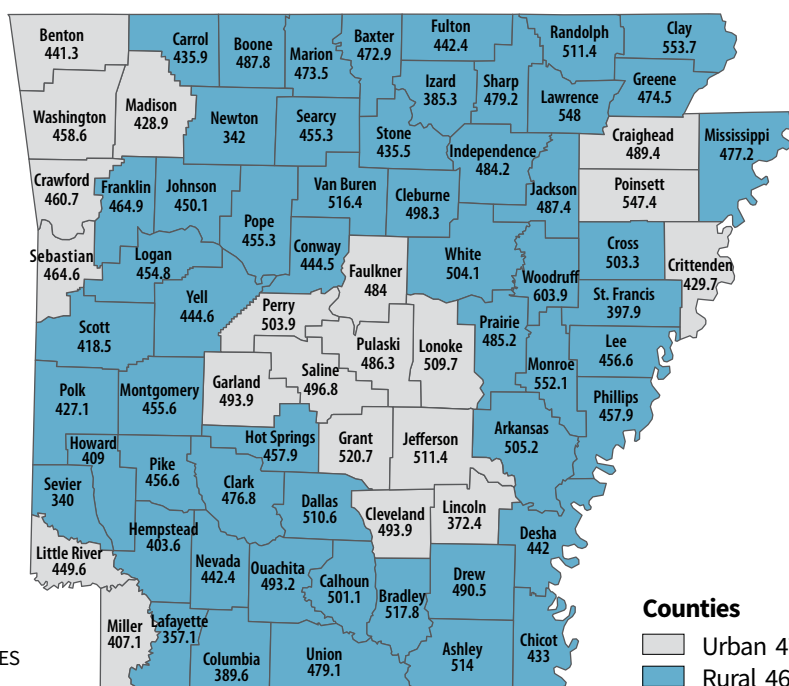 Benton
441.3
Carrol
435.9
Boone
487.8
Marion
473.5
Baxter
472.9
Fulton
442.4
Randolph
511.4
Clay
553.7
Washington
458.6
Madison
428.9
Newton
342
Searcy
455.3
Stone
435.5
Izard
385.3
Sharp
479.2
Lawrence
548
Greene
474.5
Craighead
489.4
Mississippi
477.2
Independence
484.2
Crawford
460.7
Franklin
464.9
Johnson
450.1
Pope
455.3
Van Buren
516.4
Cleburne
498.3
Jackson
487.4
Poinsett
547.4
Sebastian
464.6
Logan
454.8
Conway
444.5
Faulkner
484
White
504.1
Woodruff
603.9
Cross
503.3
Crittenden
429.7
St. Francis
397.9
Scott
418.5
Yell
444.6
Perry
503.9
Pulaski
486.3
Lonoke
509.7
Prairie
485.2
Monroe
552.1
Lee
456.6
Phillips
457.9
Polk
427.1
Montgomery
455.6
Garland
493.9
Saline
496.8
Hot Springs
457.9
Grant
520.7
Jefferson
511.4
Arkansas
505.2
Howard
409
Sevier
340
Pike
456.6
Clark
476.8
Dallas
510.6
Cleveland
493.9
Lincoln
372.4
Desha
442
Little River
449.6
Hempstead
403.6
Nevada
442.4
Ouachita
493.2
Calhoun
501.1
Bradley
517.8
Drew
490.5
Miller
407.1
Lafayette
357.1
Columbia
389.6
Union
479.1
Ashley
514
Chicot
433
Counties
Urban 4
Rural 46
ES